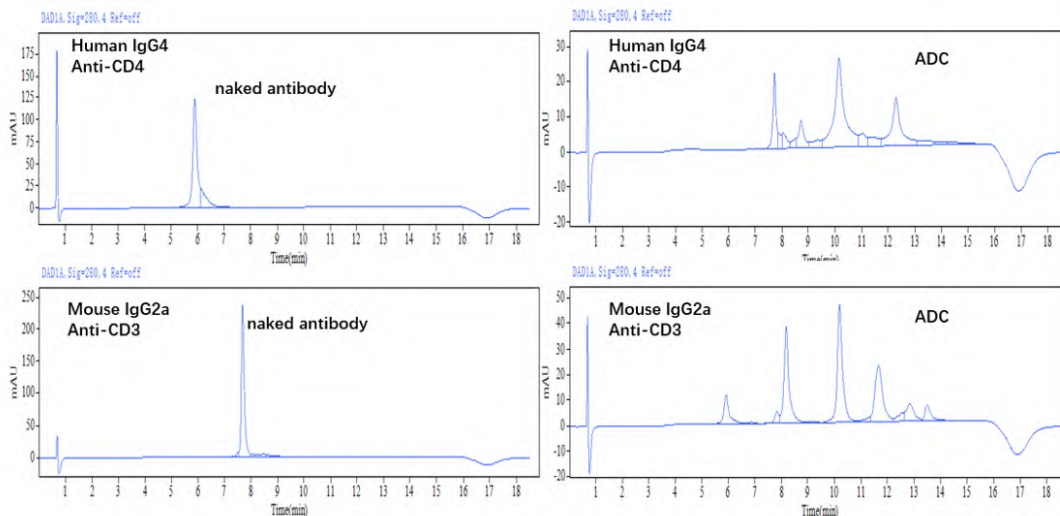 DAD1A, Sig=280, 4 Ref=off
Human IgG4
Anti-CD4
naked antibody
mAU
175
150
125
100
75
50
25
0
1 2 3 4 5 6 7 8 9 10 11 12 13 14 15 16 17 18
Time(min)
DAD1A, Sig=280, 4 Ref=off
Human IgG4
Anti-CD4
ADC
mAU
30
20
10
0
-10
-20
1 2 3 4 5 6 7 8 9 10 11 12 13 14 15 16 17 18
Time(min)
DAD1A, Sig=280, 4 Ref=off
Mouse IgG2a
Anti-CD3
naked antibody
mAU
250
200
150
100
50
0
1 2 3 4 5 6 7 8 9 10 11 12 13 14 15 16 17 18
Time(min)
DAD1A, Sig=280, 4 Ref=off
Mouse IgG2a
Anti-CD3
ADC
mAU
50
40
30
20
10
0
-10
-20
1 2 3 4 5 6 7 8 9 10 11 12 13 14 15 16 17 18
Time(min)